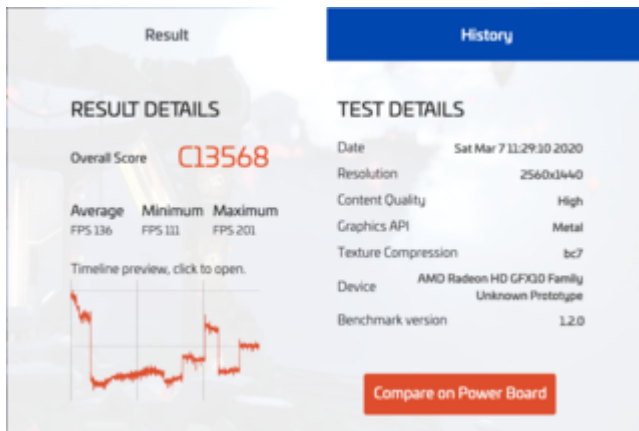 Result
History
RESULT DETAILS
Overall Score C13568
Average Minimum Maximum
FPS 136 FPS 111 FPS 201
Timeline preview, click to open.
TEST DETAILS
Date Sat Mar 7 11:29:10 2020
Resolution 2560x1440
Content Quality High
Graphics API Metal
Texture Compression bc7
Device AMD Radeon HD GFX10 Family
Unknown Prototype
Benchmark version 1.2.0
Compare on Power Board